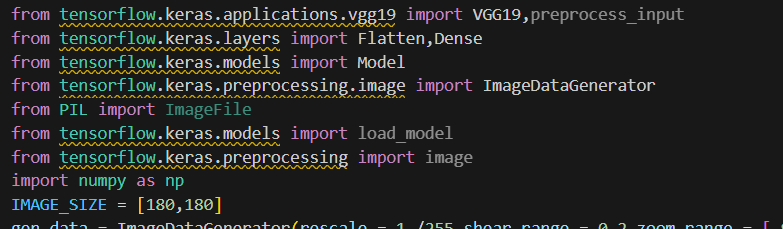 from tensorflow.keras.applications.vgg19 import VGG19,preprocess_input
from tensorflow.keras.layers import Flatten,Dense
from tensorflow.keras.models import Model
from tensorflow.keras.preprocessing.image import ImageDataGenerator
from PIL import ImageFile
from tensorflow.keras.models import load_model
from tensorflow.keras.preprocessing import image
import numpy as np
IMAGE_SIZE = [180,180]
gen_data = ImageDataGenerator(rescale = 1./255,shear_range = 0.2,zoom_range = [